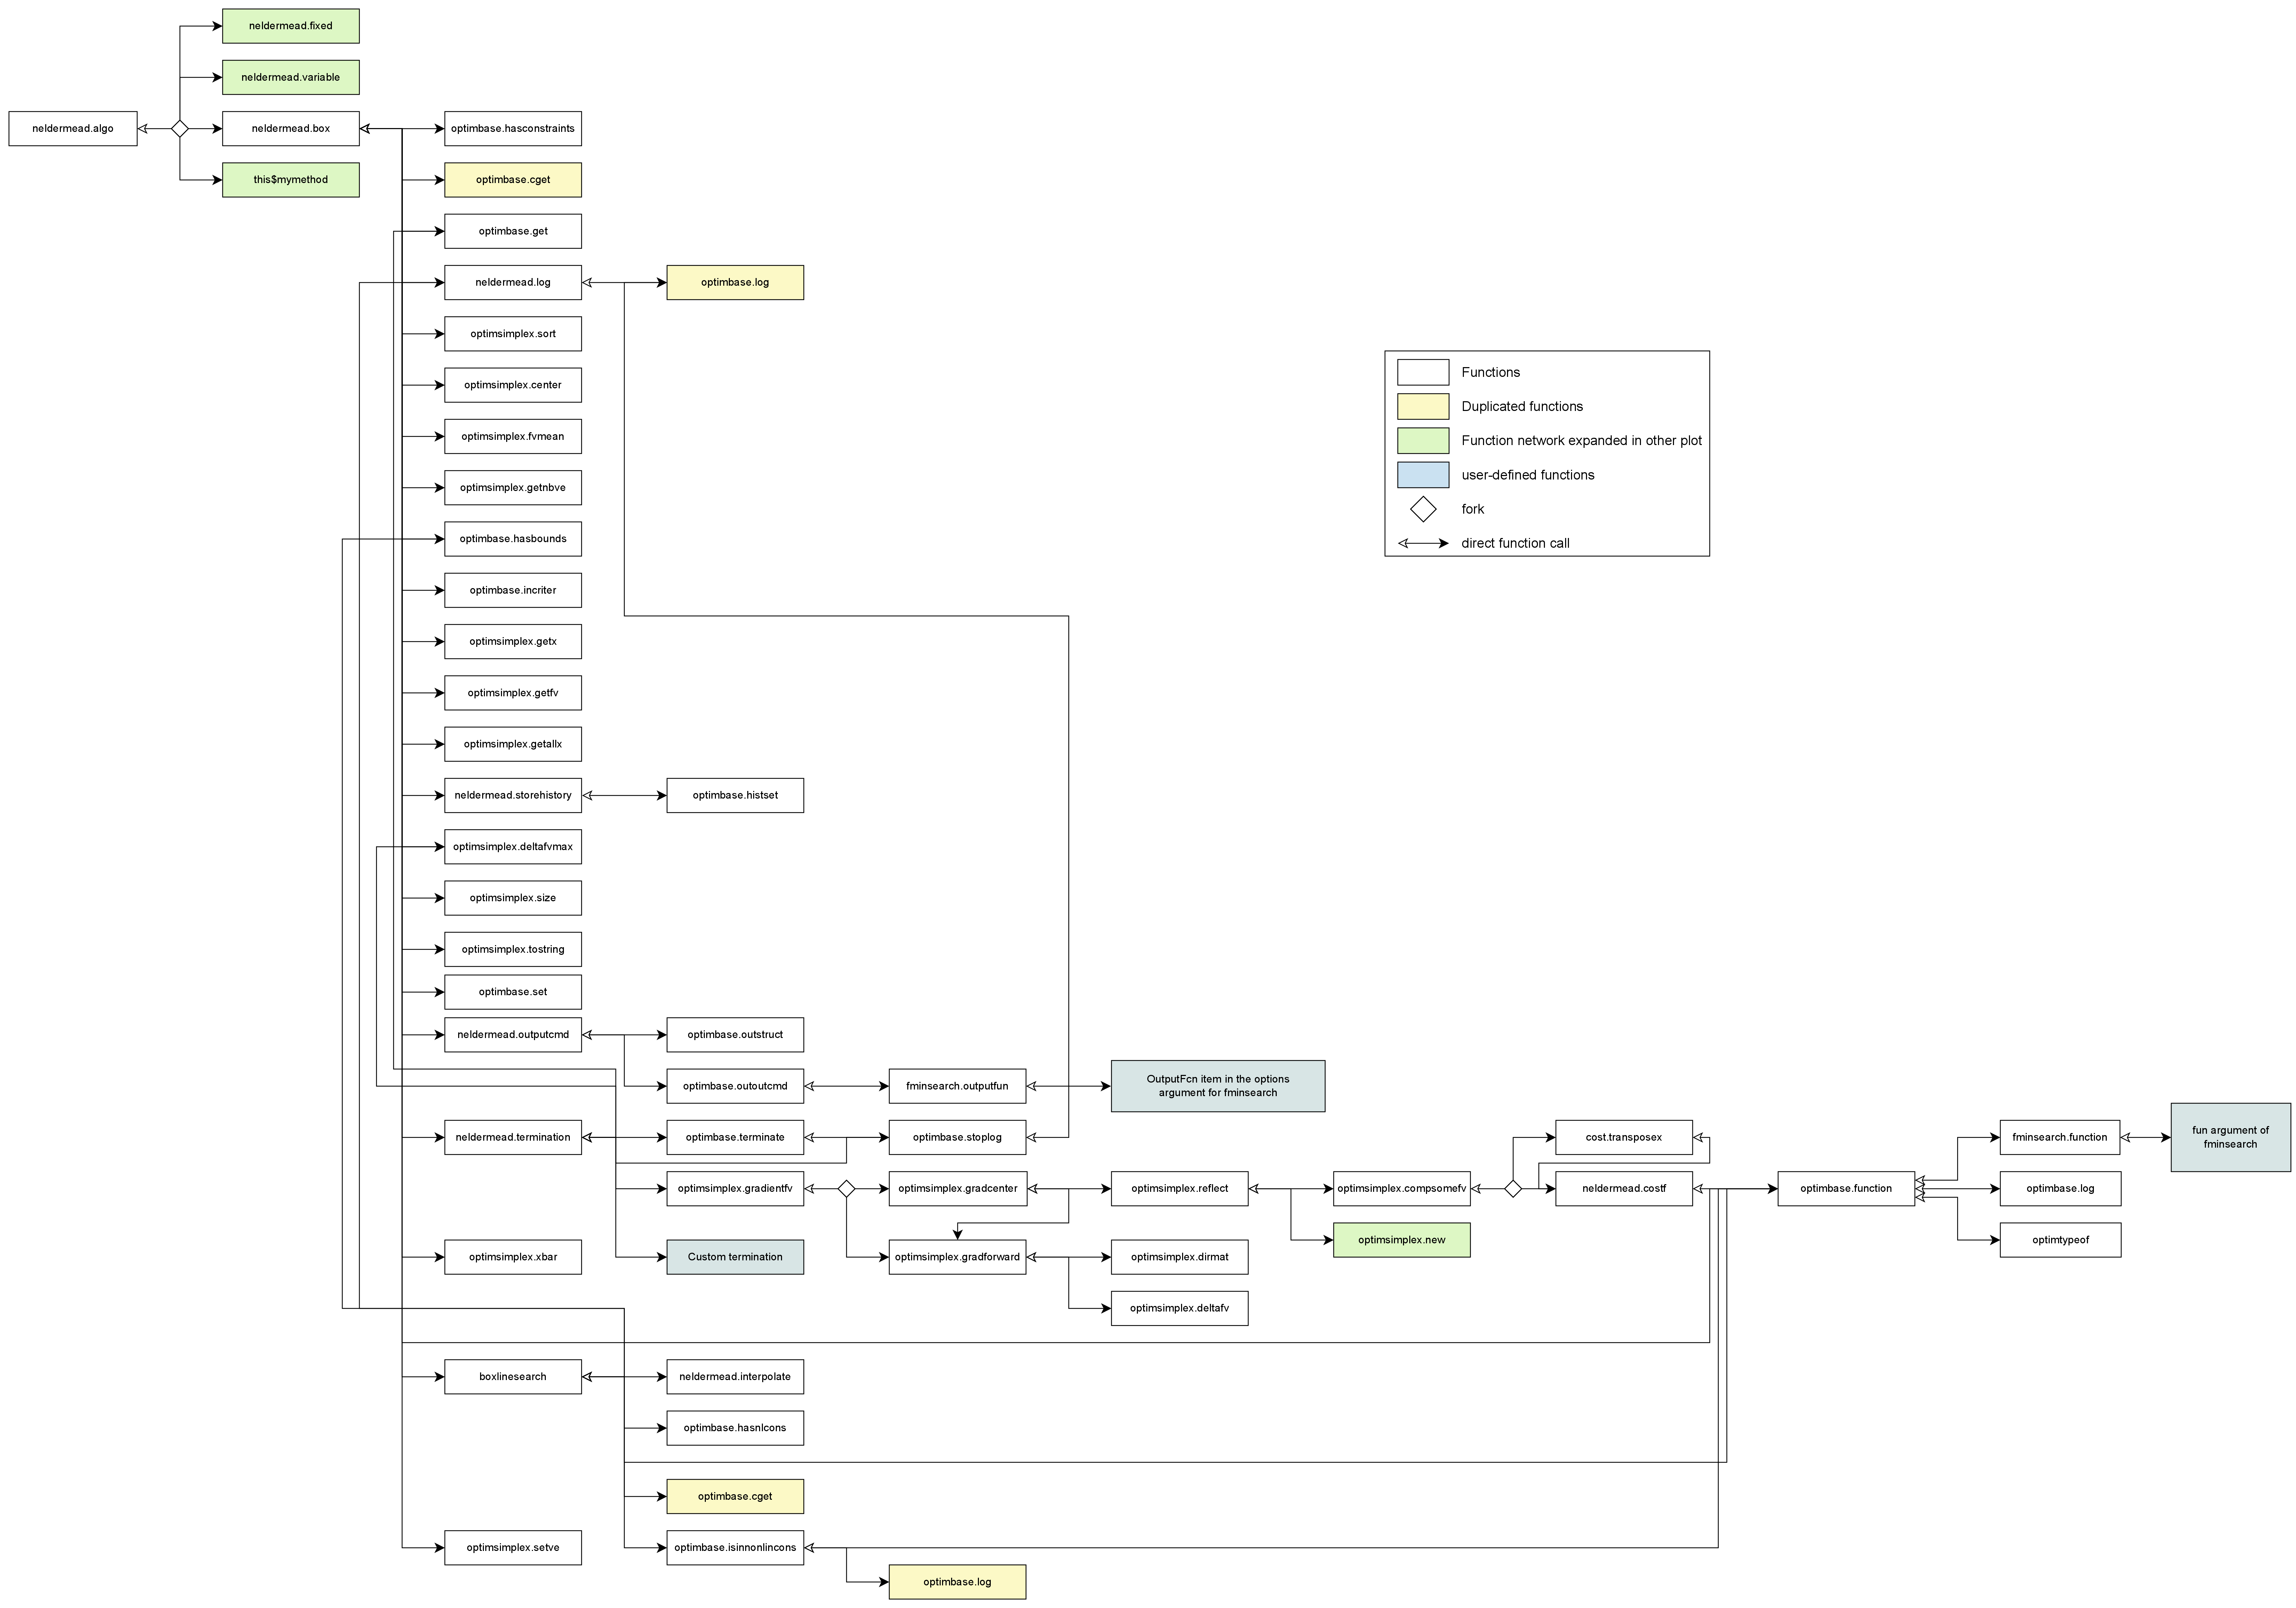 neldermead.fixed
neldermead.variable
neldermead.algo
neldermead.box
optimbase.hasconstraints
this$mymethod
optimbase.cget
optimbase.get
neldermead.log
optimbase.log
optimsimplex.sort
optimsimplex.center
optimsimplex.fvmean
optimsimplex.getnbve
optimbase.hasbounds
optimbase.incriter
optimsimplex.getx
optimsimplex.getfv
optimsimplex.getallx
neldermead.storehistory
optimbase.histset
optimsimplex.deltafvmax
optimsimplex.size
optimsimplex.tostring
optimbase.set
neldermead.outputcmd
optimbase.outstruct
optimbase.outoutcmd
fminsearch.outputfun
OutputFcn item in the options
argument for fminsearch
neldermead.termination
optimbase.terminate
optimbase.stoplog
cost.transposex
fminsearch.function
fun argument of
fminsearch
optimsimplex.gradientfv
optimsimplex.gradcenter
optimsimplex.reflect
optimsimplex.compsomefv
neldermead.costf
optimbase.function
optimbase.log
optimsimplex.new
optimtypeof
optimsimplex.xbar
Custom termination
optimsimplex.gradforward
optimsimplex.dirmat
optimsimplex.deltafv
boxlinesearch
neldermead.interpolate
optimbase.hasnlcons
optimbase.cget
optimsimplex.setve
optimbase.isinnonlincons
optimbase.log
Functions
Duplicated functions
Function network expanded in other plot
user-defined functions
fork
direct function call